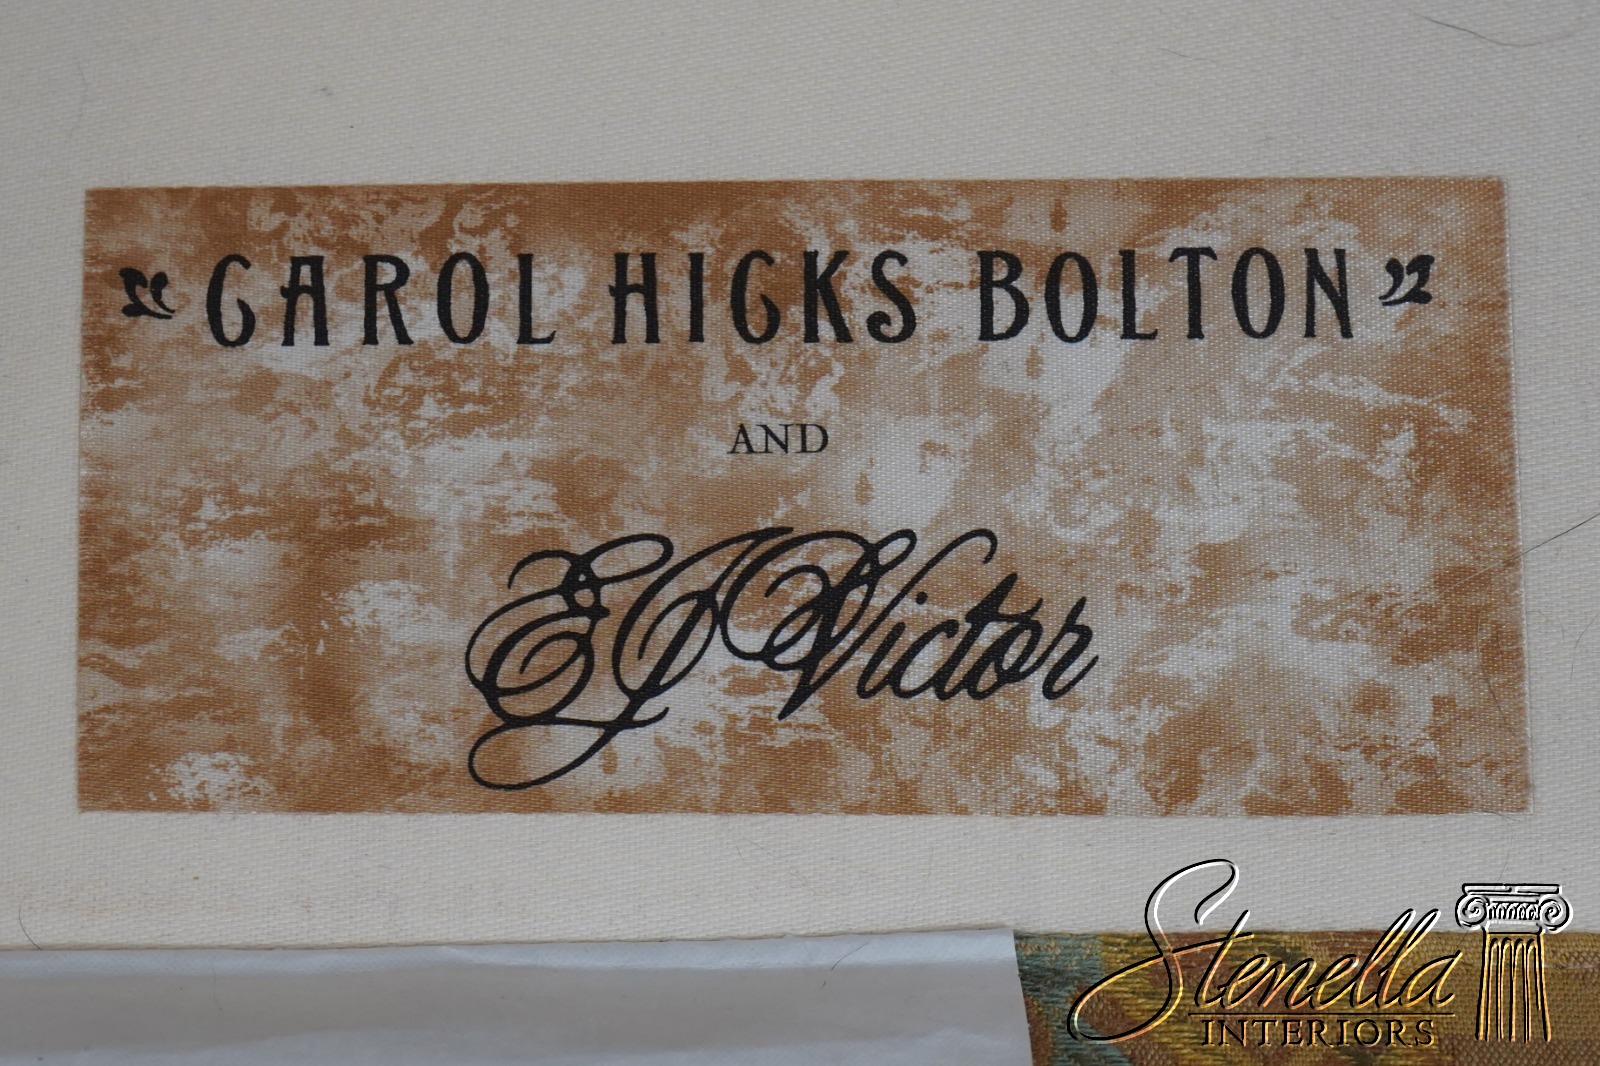 CAROL HICKS BOLTON
AND
EJ Victor
Stenella
INTERIORS